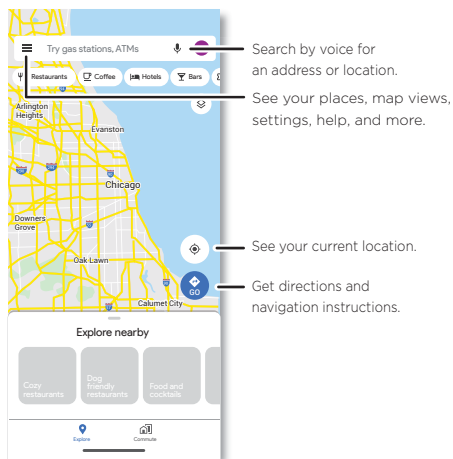 Try gas stations, ATMs
Restaurants
Coffee
Hotels
Bars
Arlington
Heights
Evanston
Chicago
Downers
Grove
Oak Lawn
Calumet City
GO
Explore nearby
Cozy
restaurants
Dog
friendly
restaurants
Food and
cocktails
Explore
Commute
Search by voice for
an address or location.
See your places, map views,
settings, help, and more.
See your current location.
Get directions and
navigation instructions.